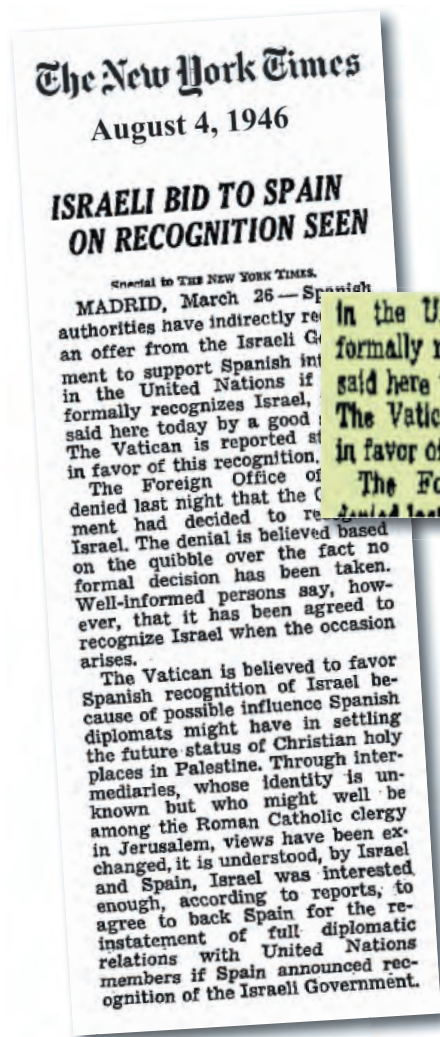 The New York Times
August 4, 1946
ISRAELI BID TO SPAIN
ON RECOGNITION SEEN
Special to THE NEW YORK TIMES.
MADRID, March 26—Spanish
authorities have indirectly re
an offer from the Israeli G
ment to support Spanish in
in the United Nations if
formally recognizes Israel,
said here today by a good
The Vatican is reported s
in favor of this recognition.
The Foreign Office of
denied last night that the
ment had decided to re
Israel. The denial is believed based
on the quibble over the fact no
formal decision has been taken.
Well-informed persons say, how-
ever, that it has been agreed to
recognize Israel when the occasion
arises.
The Vatican is believed to favor
Spanish recognition of Israel be-
cause of possible influence Spanish
diplomats might have in settling
the future status of Christian holy
places in Palestine. Through inter-
mediaries, whose identity is un-
known but who might well be
among the Roman Catholic clergy
in Jerusalem, views have been ex-
changed, it is understood, by Israel
and Spain, Israel was interested
enough, according to reports, to
agree to back Spain for the re-
instatement of full diplomatic
relations with United Nations
members if Spain announced rec-
ognition of the Israeli Government.
in the U
formally
said here
The Vatic
in favor of
The Fo
denied last